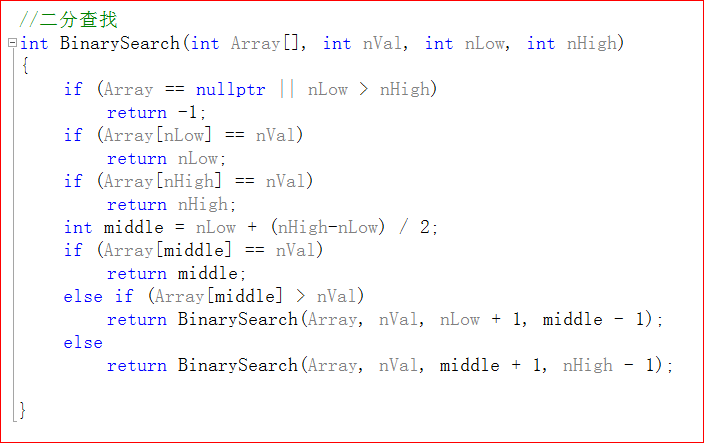 //二分查找
int BinarySearch(int Array[], int nVal, int nLow, int nHigh)
{
    if (Array == nullptr || nLow > nHigh)
        return -1;
    if (Array[nLow] == nVal)
        return nLow;
    if (Array[nHigh] == nVal)
        return nHigh;
    int middle = nLow + (nHigh-nLow) / 2;
    if (Array[middle] == nVal)
        return middle;
    else if (Array[middle] > nVal)
        return BinarySearch(Array, nVal, nLow + 1, middle - 1);
    else
        return BinarySearch(Array, nVal, middle + 1, nHigh - 1);
}